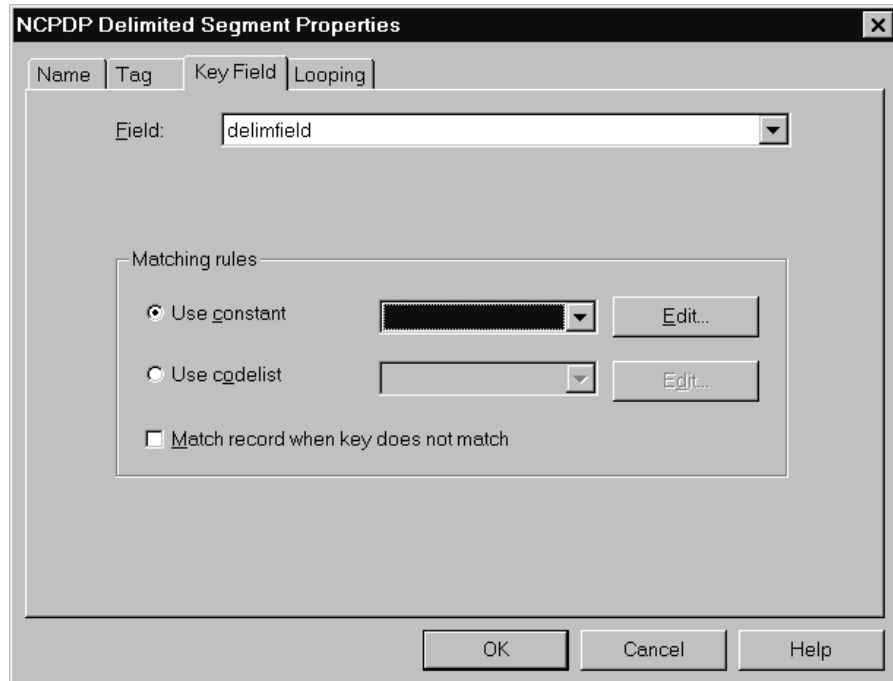 NCPDP Delimited Segment Properties
Name Tag Key Field Looping
Field: delimfield
Matching rules
Use constant Edit...
Use codelist Edit...
Match record when key does not match
OK Cancel Help